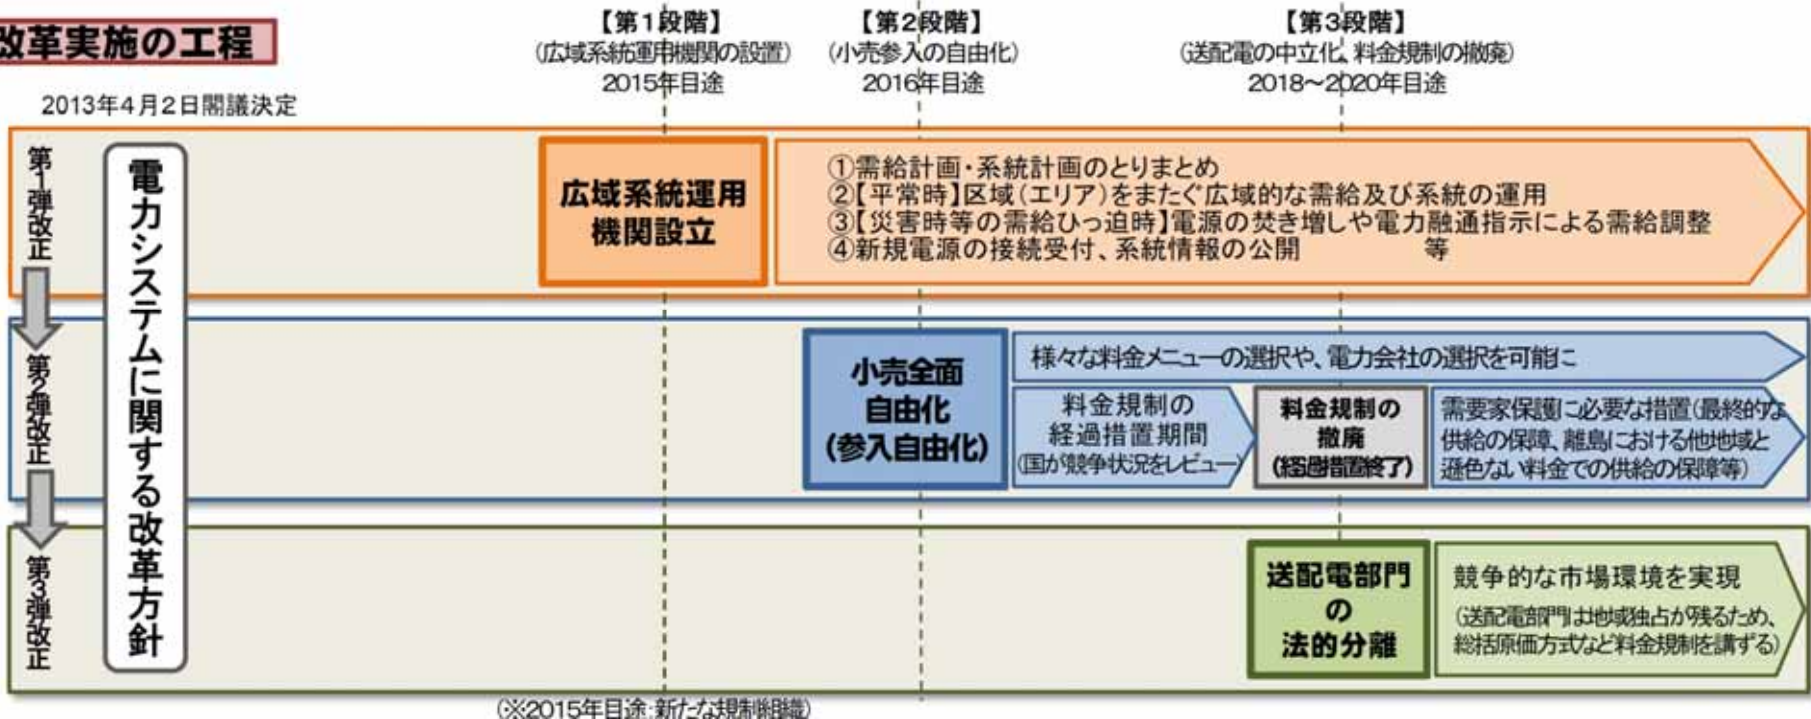 改革実施の工程
2013年4月2日閣議決定
【第1段階】
(広域系統運用機関の設置)
2015年目途
【第2段階】
(小売参入の自由化)
2016年目途
【第3段階】
(送配電の中立化、料金規制の撤廃)
2018～2020年目途
電力システムに関する改革方針
第1弾改正
広域系統運用
機関設立
①需給計画・系統計画のとりまとめ
②【平常時】区域(エリア)をまたぐ広域的な需給及び系統の運用
③【災害時等の需給ひっ迫時】電源の焚き増しや電力融通指示による需給調整
④新規電源の接続受付、系統情報の公開 等
第2弾改正
小売全面
自由化
(参入自由化)
様々な料金メニューの選択や、電力会社の選択を可能に
料金規制の
経過措置期間
(国が競争状況をレビュー)
料金規制の
撤廃
(経過措置終了)
需要家保護に必要な措置(最終的な
供給の保障、離島における他地域と
遜色ない料金での供給の保障等)
第3弾改正
送配電部門
の
法的分離
競争的な市場環境を実現
(送配電部門は地域独占が残るため、
総括原価方式など料金規制を講ずる)
(※2015年目途:新たな規制組織)